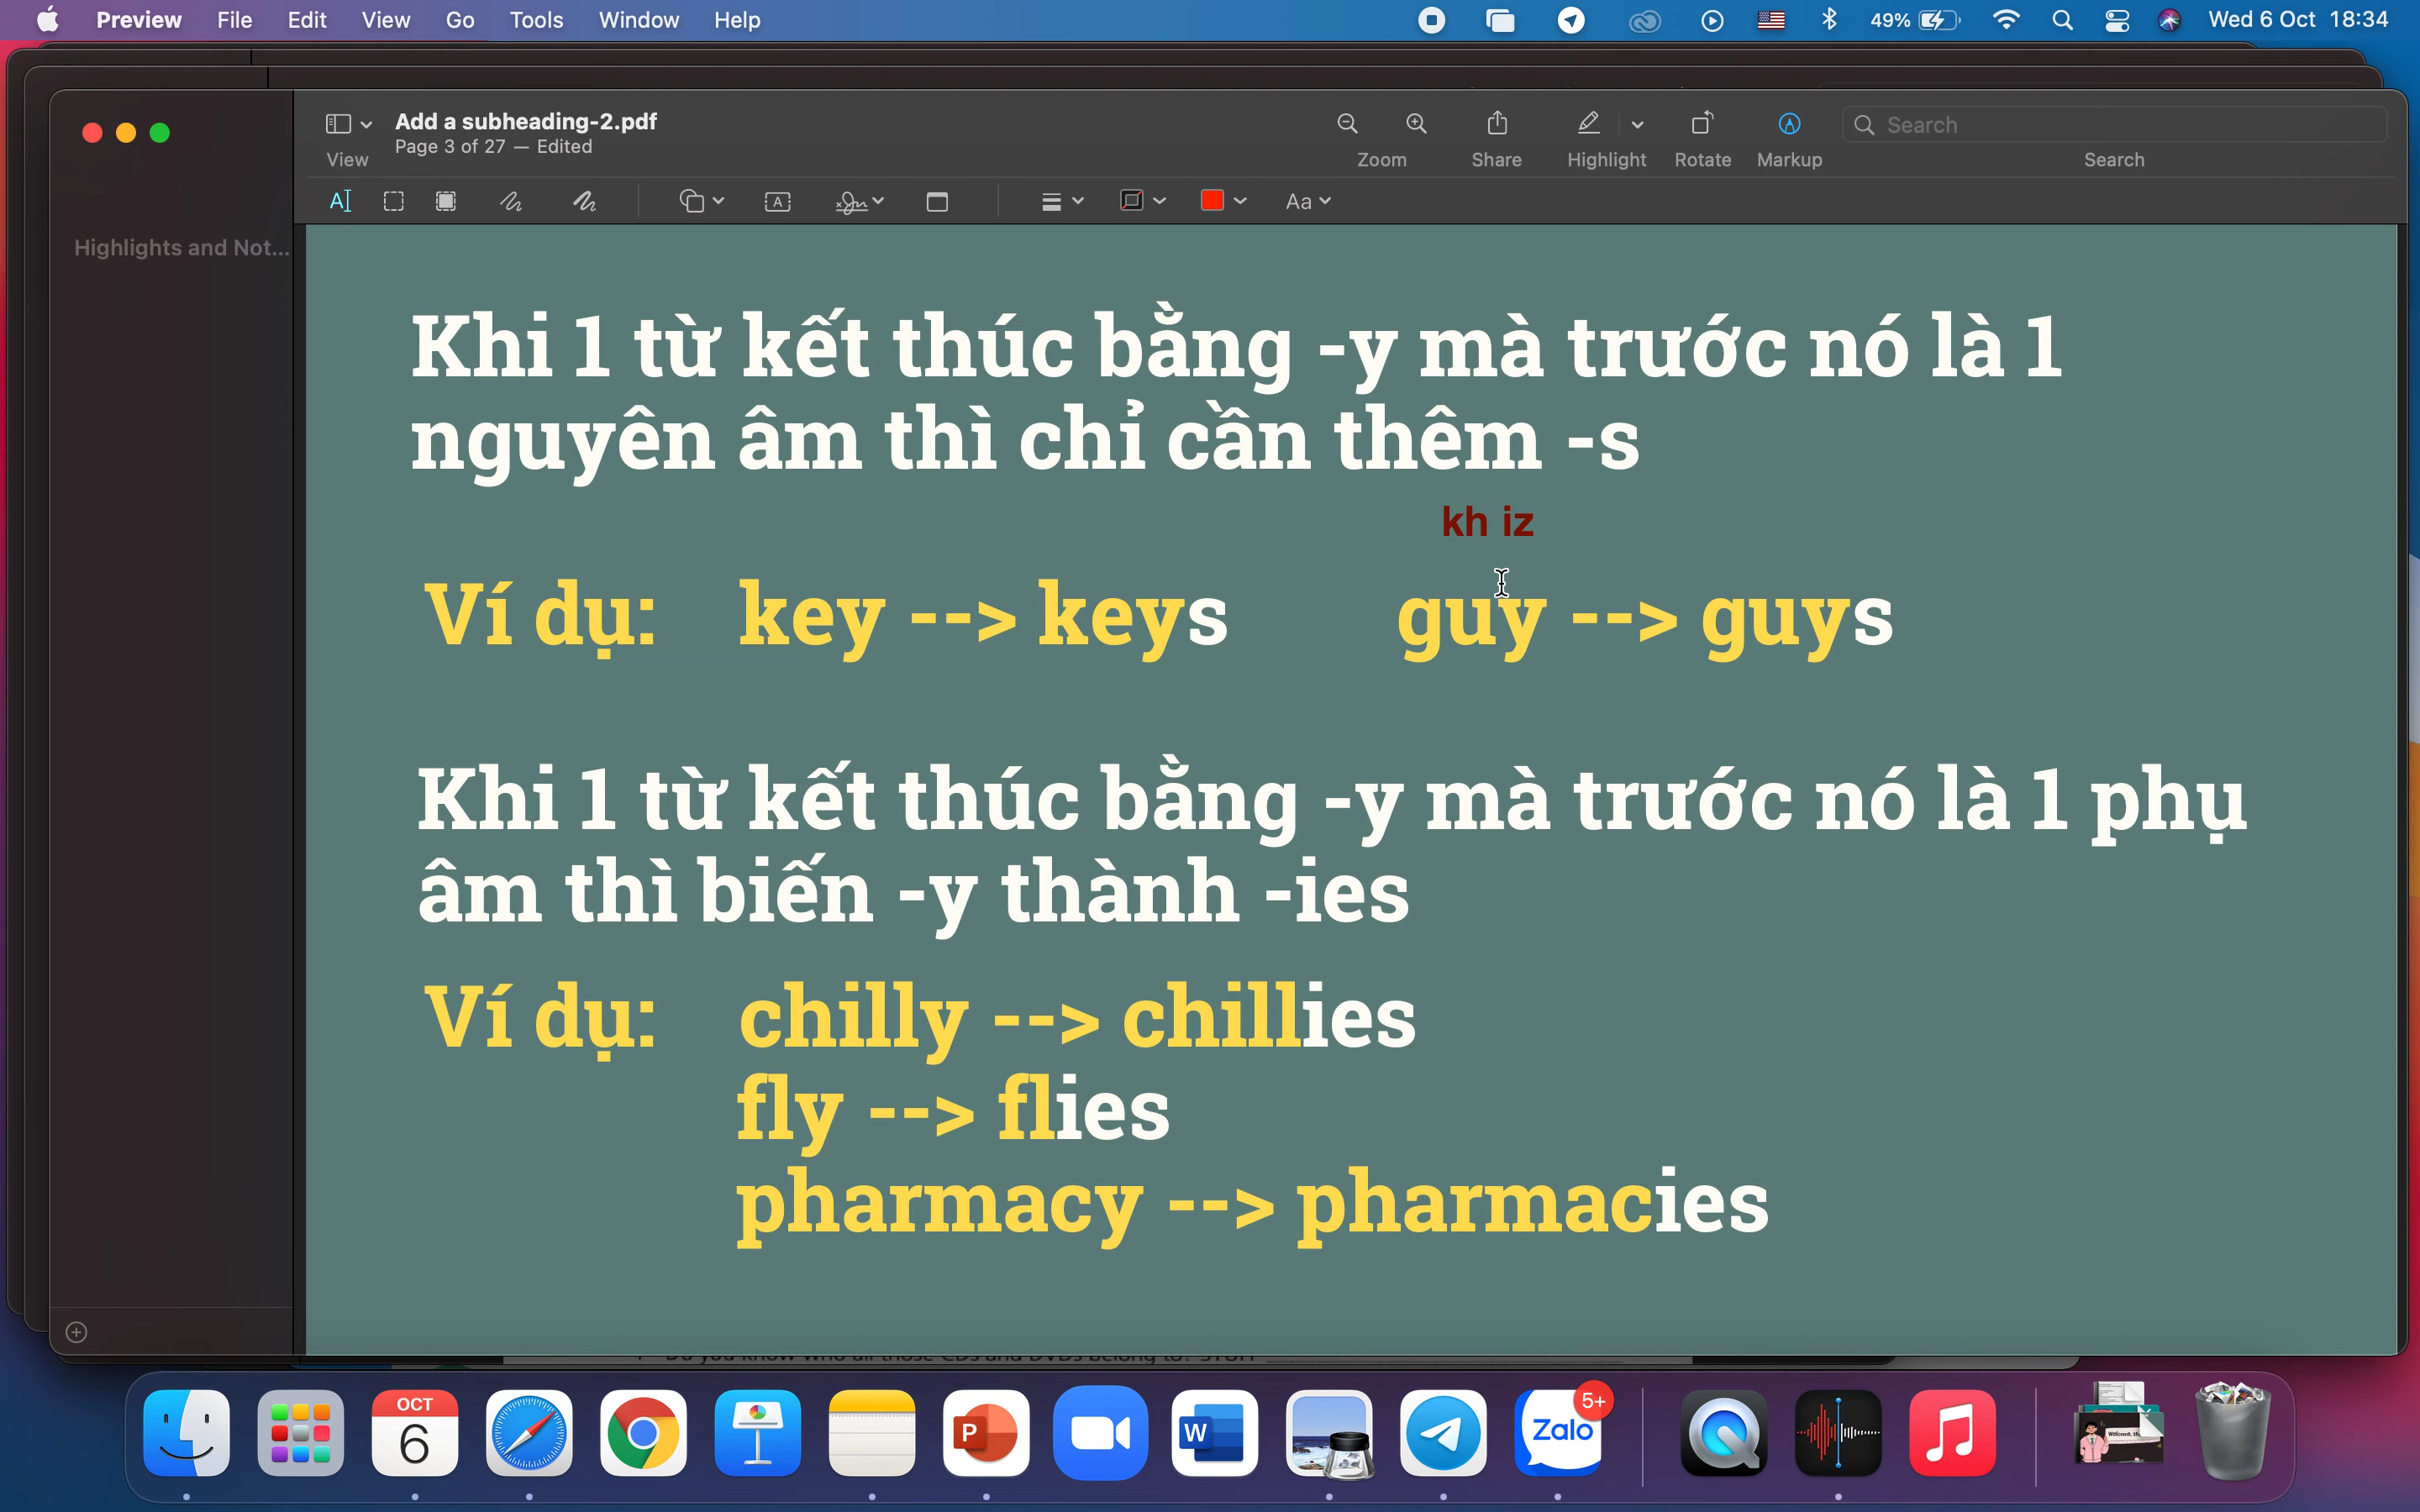 Preview File Edit View Go Tools Window Help 49% Wed 6 Oct 18:34
Add a subheading-2.pdf
Page 3 of 27 — Edited
Search
View Zoom Share Highlight Rotate Markup Search
Aa
Highlights and Not...
Khi 1 từ kết thúc bằng -y mà trước nó là 1
nguyên âm thì chỉ cần thêm -s
kh iz
Ví dụ: key --> keys guy --> guys
Khi 1 từ kết thúc bằng -y mà trước nó là 1 phụ
âm thì biến -y thành -ies
Ví dụ: chilly --> chillies
fly --> flies
pharmacy --> pharmacies
OCT
6
P
W
Zalo
5+